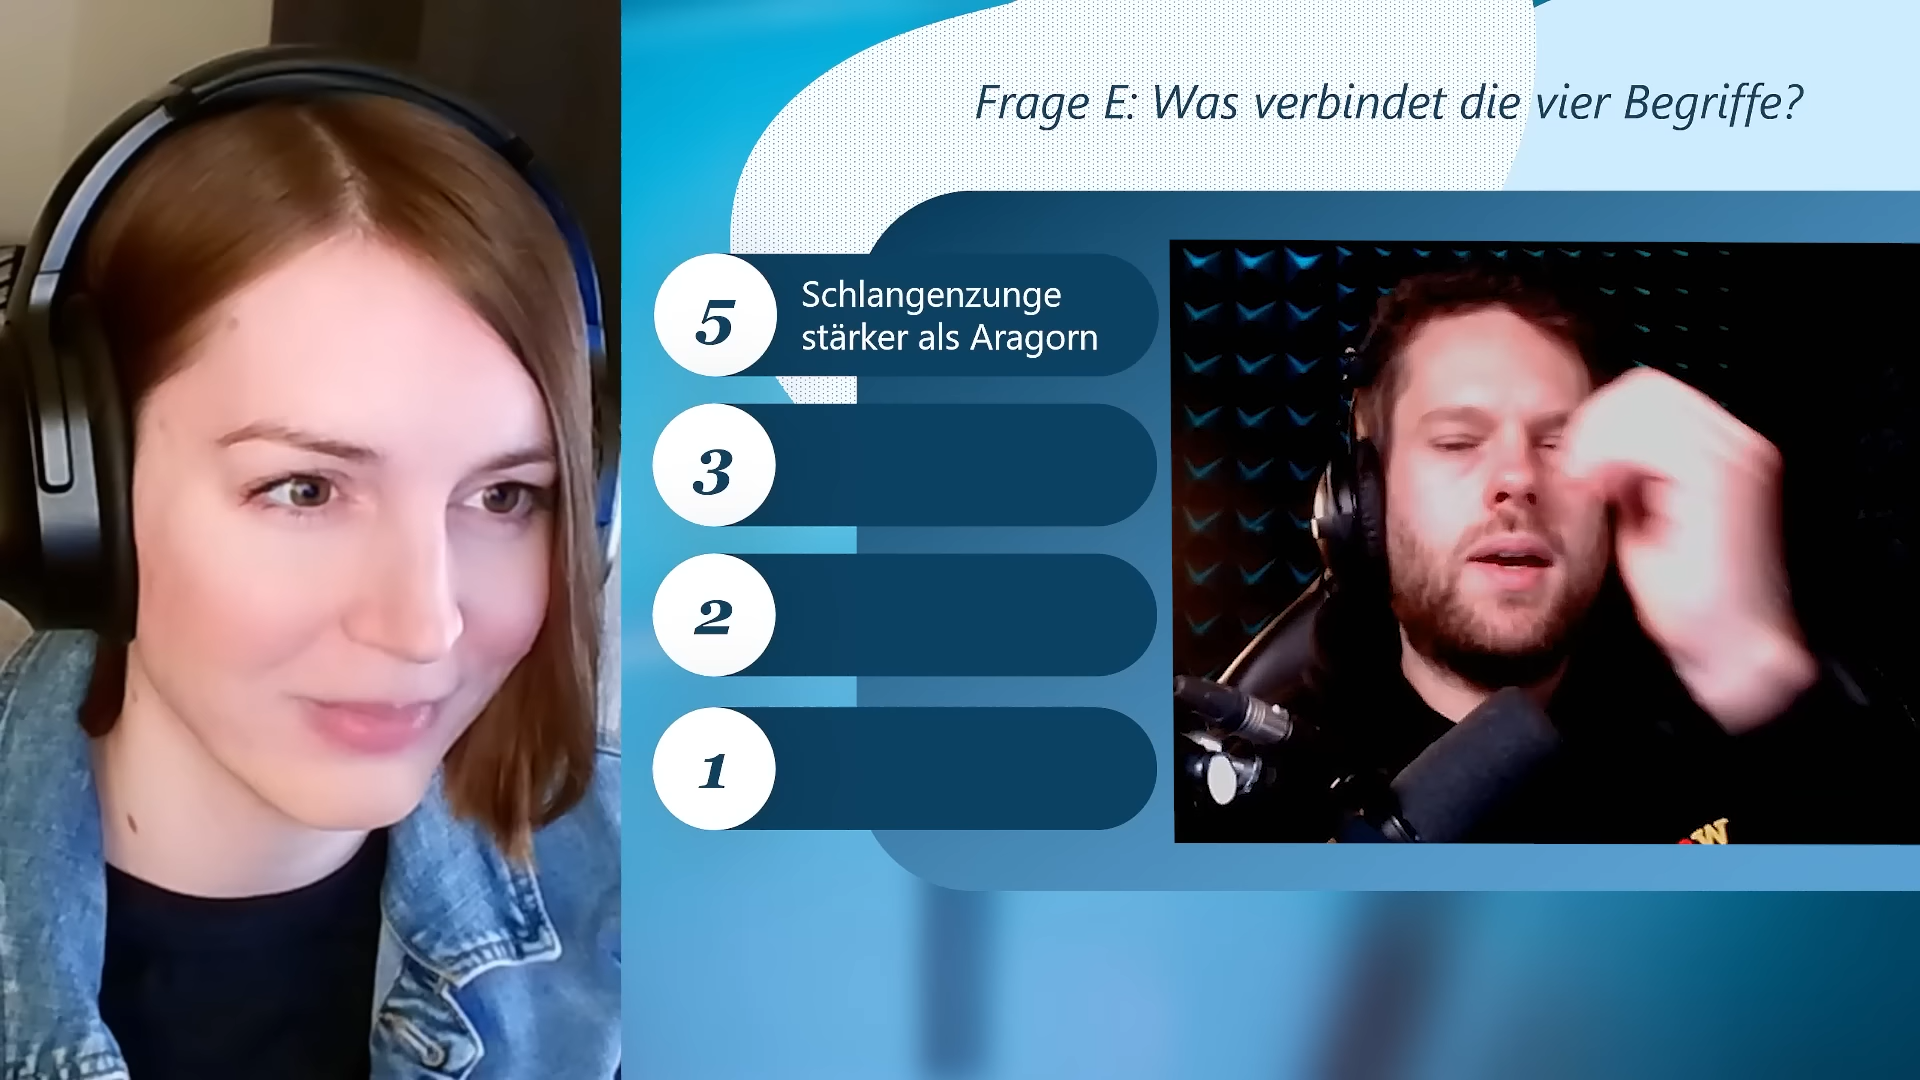 Frage E: Was verbindet die vier Begriffe?
5
Schlangenzunge
stärker als Aragorn
3
2
1
W